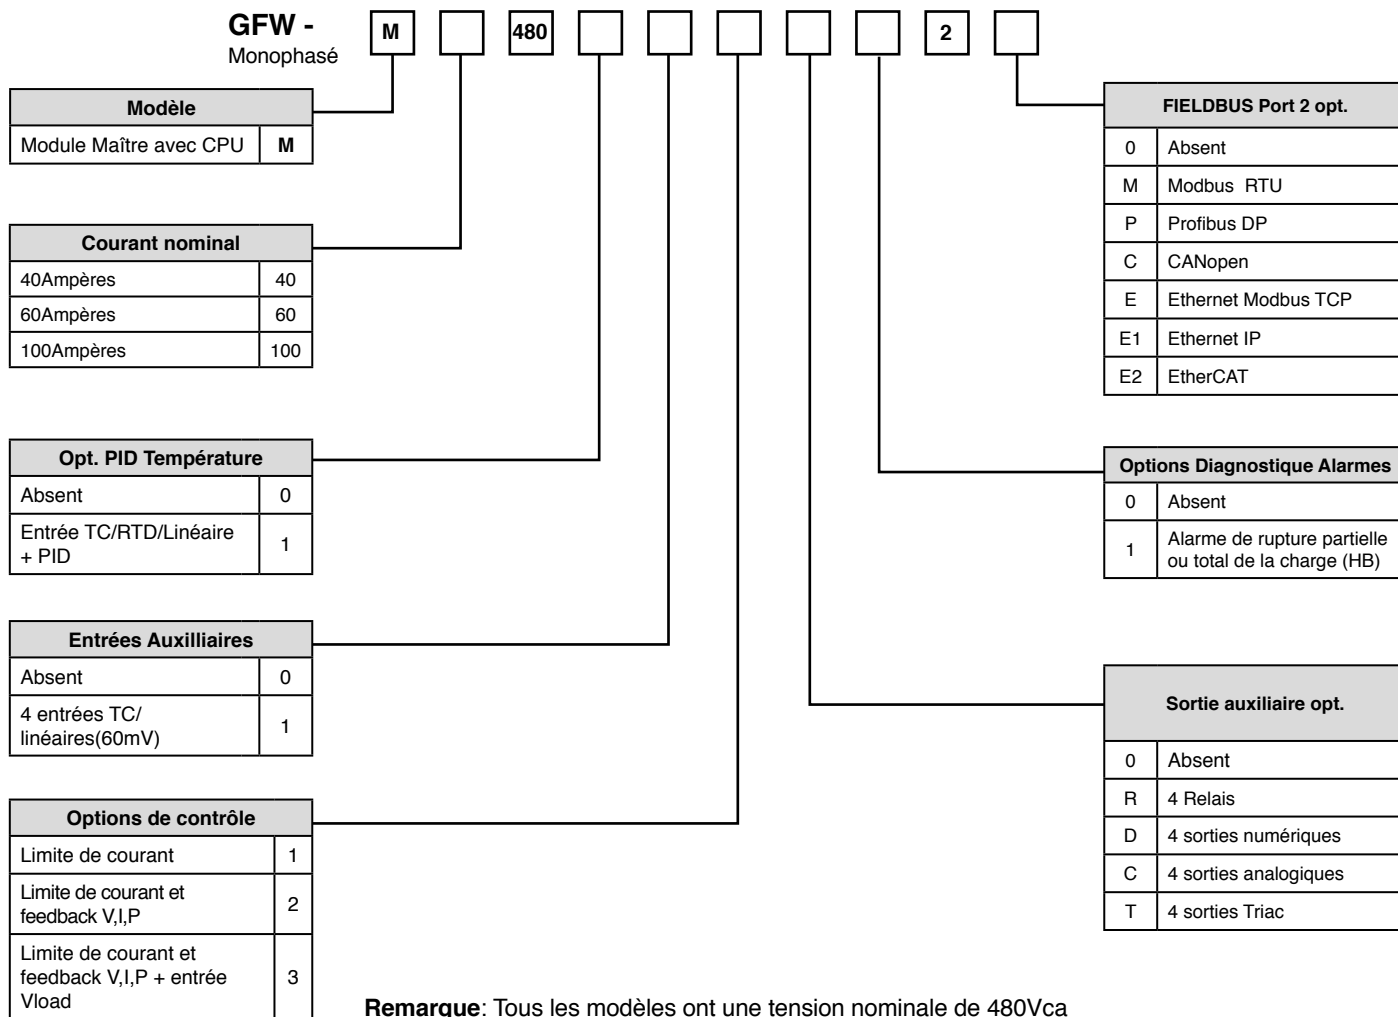 GFW -
Monophasé
M
480
2
Modèle
Module Maître avec CPU M
Courant nominal
40Ampères 40
60Ampères 60
100Ampères 100
Opt. PID Température
Absent 0
Entrée TC/RTD/Linéaire
+ PID
1
Entrées Auxilliaires
Absent 0
4 entrées TC/
linéaires(60mV)
1
Options de contrôle
Limite de courant 1
Limite de courant et
feedback V,I,P
2
Limite de courant et
feedback V,I,P + entrée
Vload
3
FIELDBUS Port 2 opt.
0 Absent
M Modbus RTU
P Profibus DP
C CANopen
E Ethernet Modbus TCP
E1 Ethernet IP
E2 EtherCAT
Options Diagnostique Alarmes
0 Absent
1
Alarme de rupture partielle
ou total de la charge (HB)
Sortie auxiliaire opt.
0 Absent
R 4 Relais
D 4 sorties numériques
C 4 sorties analogiques
T 4 sorties Triac
Remarque: Tous les modèles ont une tension nominale de 480Vca